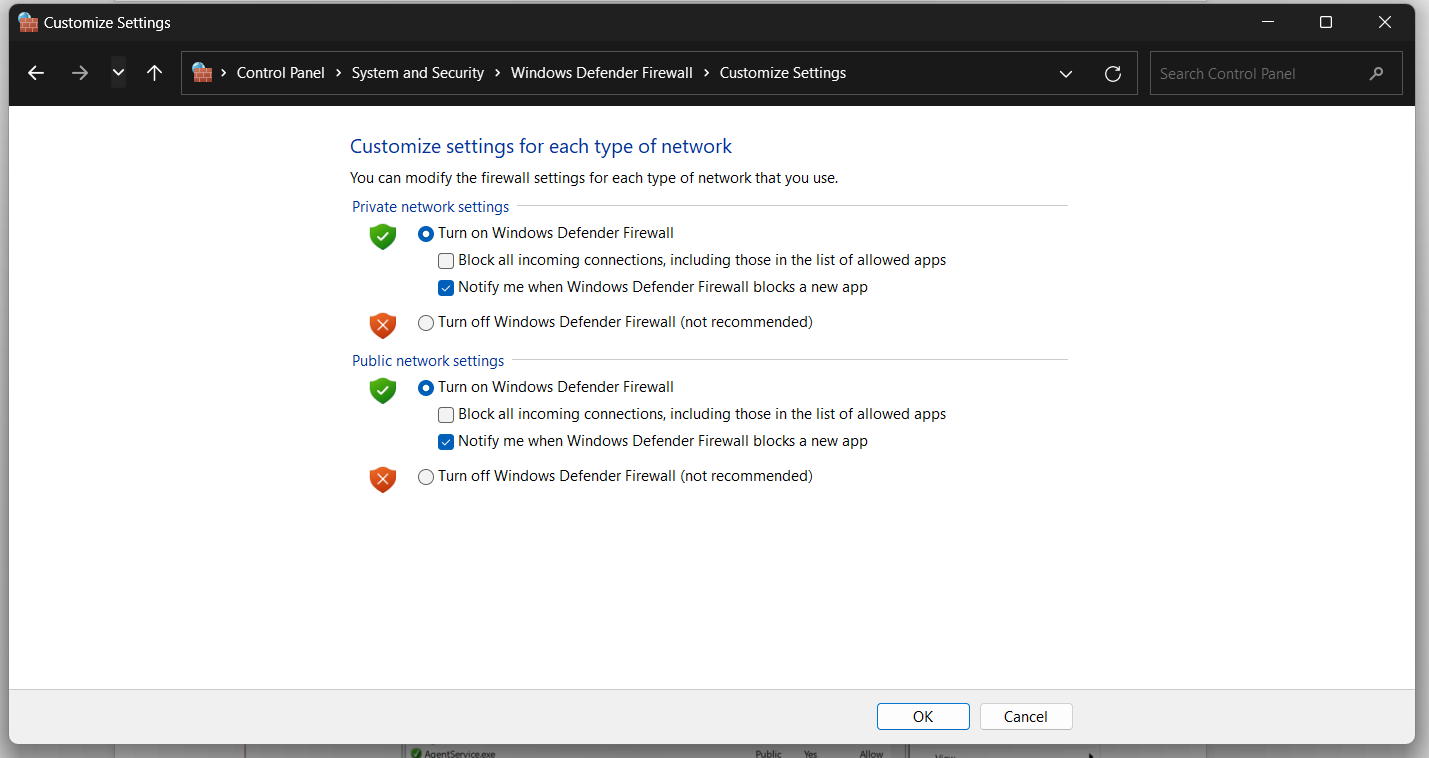 Customize Settings
Control Panel > System and Security > Windows Defender Firewall > Customize Settings
Search Control Panel
Customize settings for each type of network
You can modify the firewall settings for each type of network that you use.
Private network settings
Turn on Windows Defender Firewall
Block all incoming connections, including those in the list of allowed apps
Notify me when Windows Defender Firewall blocks a new app
Turn off Windows Defender Firewall (not recommended)
Public network settings
Turn on Windows Defender Firewall
Block all incoming connections, including those in the list of allowed apps
Notify me when Windows Defender Firewall blocks a new app
Turn off Windows Defender Firewall (not recommended)
OK Cancel
AgentService.exe Public Yes Allow